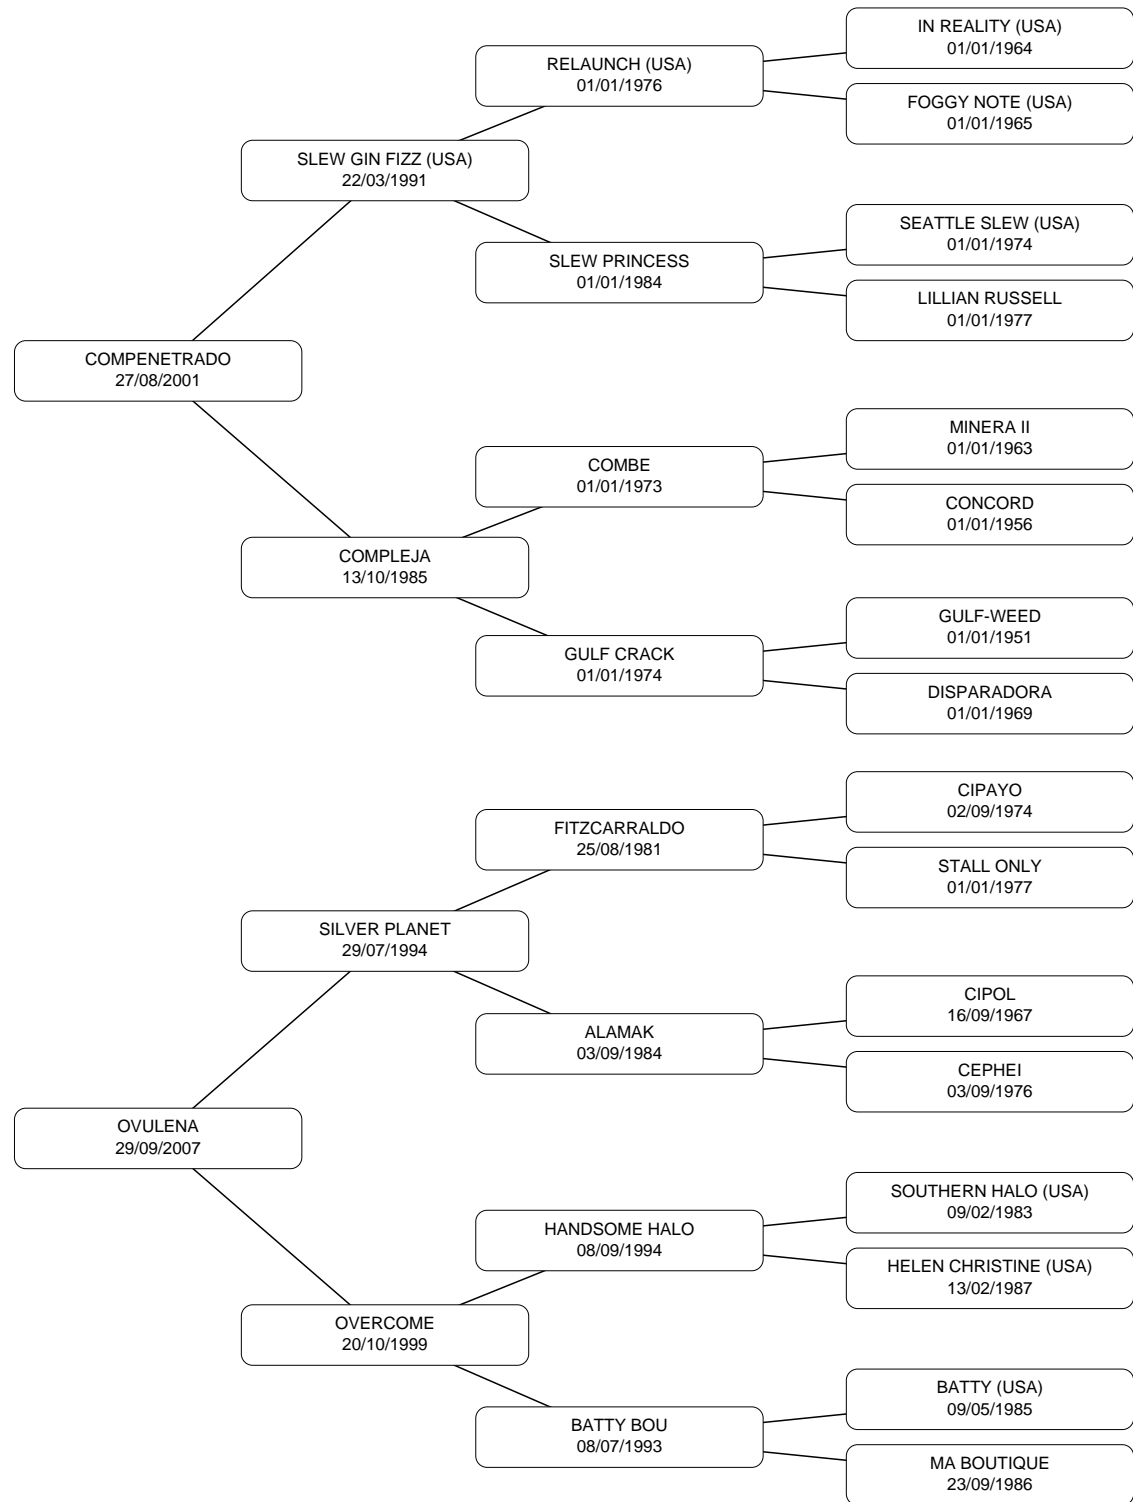 IN REALITY (USA)
01/01/1964
RELAUNCH (USA)
01/01/1976
FOGGY NOTE (USA)
01/01/1965
SLEW GIN FIZZ (USA)
22/03/1991
SEATTLE SLEW (USA)
01/01/1974
SLEW PRINCESS
01/01/1984
LILLIAN RUSSELL
01/01/1977
COMPENETRADO
27/08/2001
MINERA II
01/01/1963
COMBE
01/01/1973
CONCORD
01/01/1956
COMPLEJA
13/10/1985
GULF-WEED
01/01/1951
GULF CRACK
01/01/1974
DISPARADORA
01/01/1969
CIPAYO
02/09/1974
FITZCARRALDO
25/08/1981
STALL ONLY
01/01/1977
SILVER PLANET
29/07/1994
CIPOL
16/09/1967
ALAMAK
03/09/1984
CEPHEI
03/09/1976
OVULENA
29/09/2007
SOUTHERN HALO (USA)
09/02/1983
HANDSOME HALO
08/09/1994
HELEN CHRISTINE (USA)
13/02/1987
OVERCOME
20/10/1999
BATTY (USA)
09/05/1985
BATTY BOU
08/07/1993
MA BOUTIQUE
23/09/1986